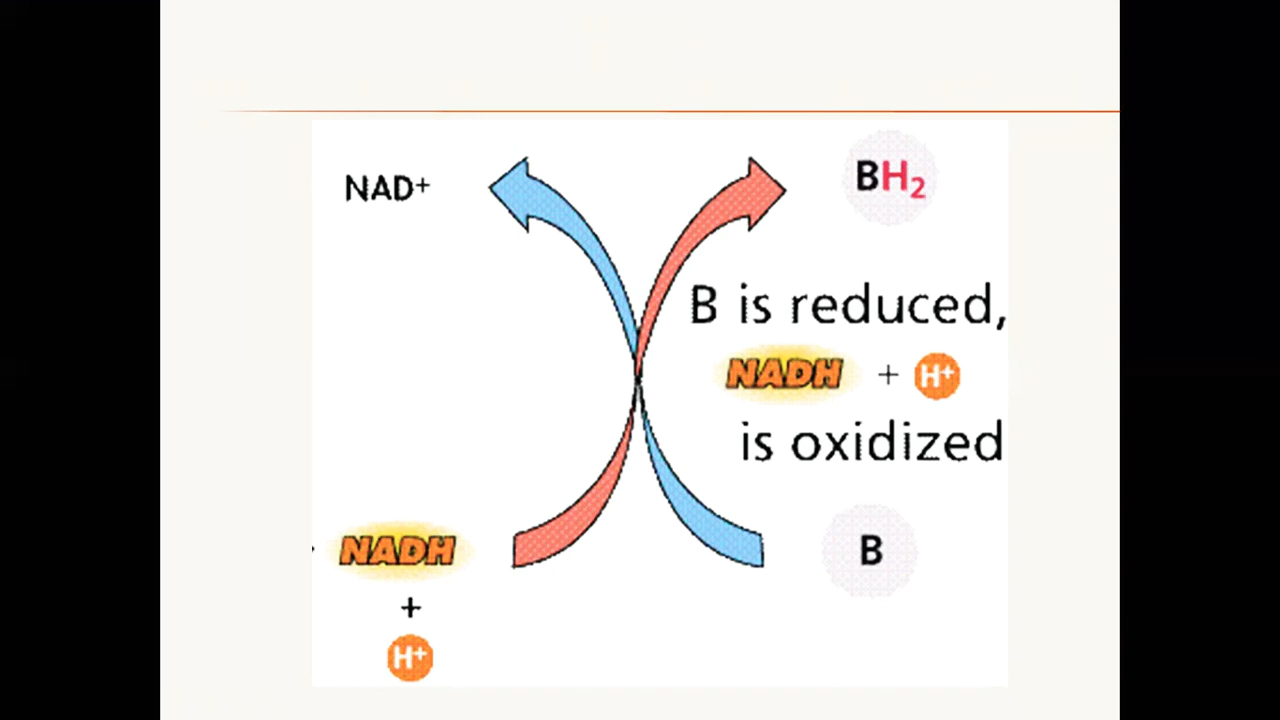 NAD+
BH2
B is reduced,
NADH + H+
is oxidized
NADH
+
H+
B